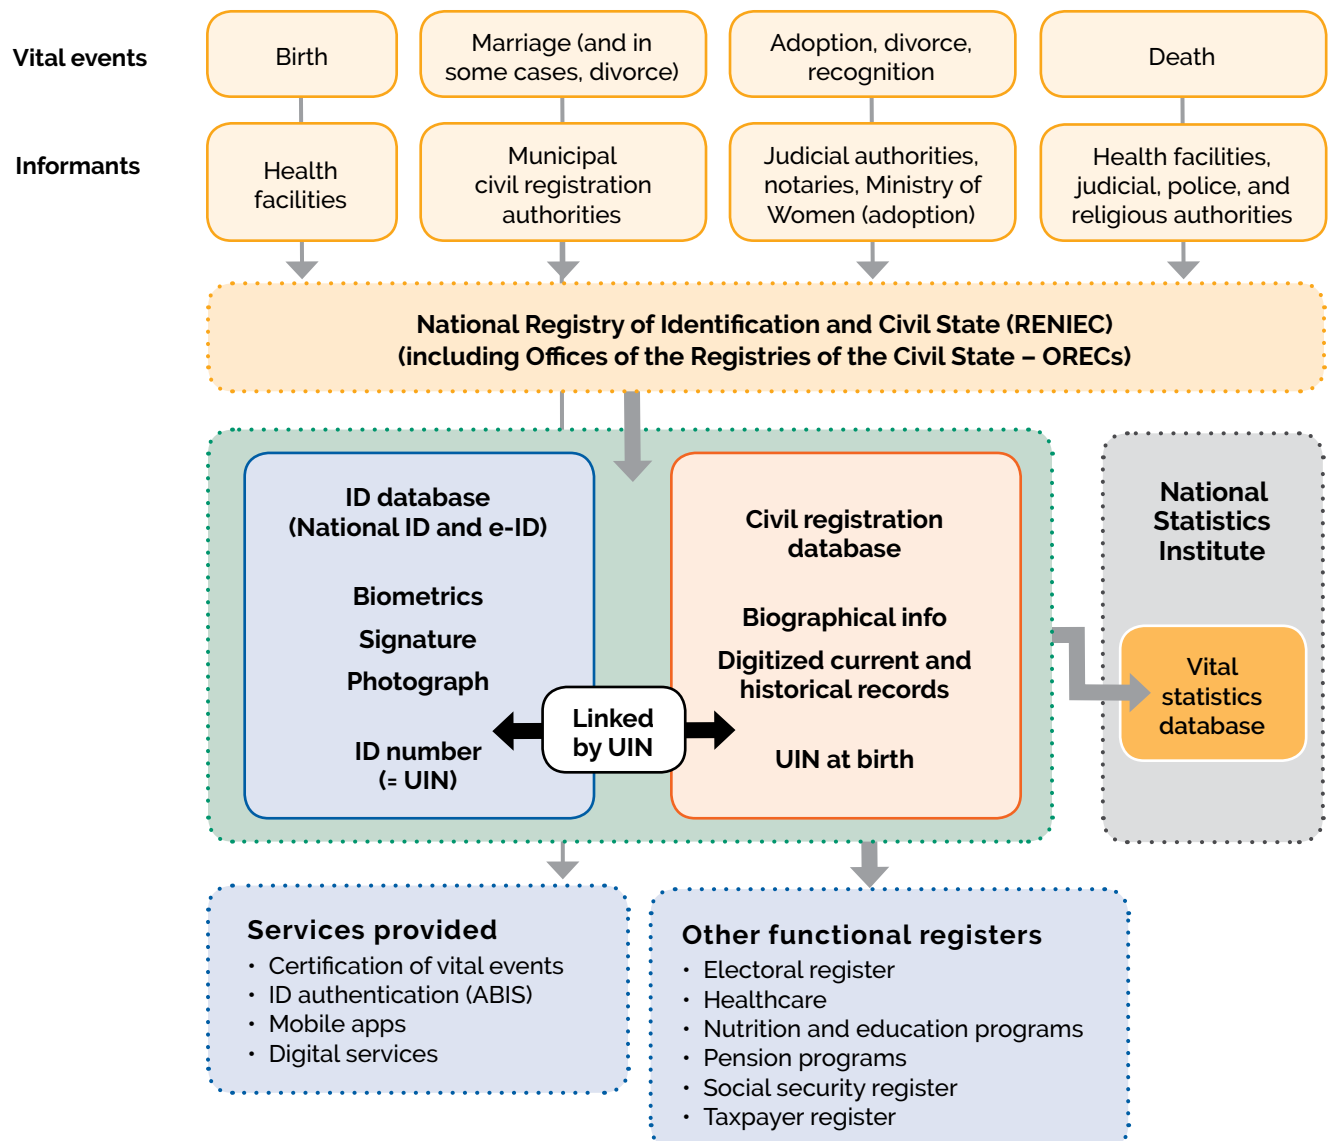 Vital events
Birth
Marriage (and in
some cases, divorce)
Adoption, divorce,
recognition
Death
Informants
Health
facilities
Municipal
civil registration
authorities
Judicial authorities,
notaries, Ministry of
Women (adoption)
Health facilities,
judicial, police, and
religious authorities
National Registry of Identification and Civil State (RENIEC)
(including Offices of the Registries of the Civil State – ORECs)
ID database
(National ID and e-ID)
Biometrics
Signature
Photograph
ID number
(= UIN)
Linked
by UIN
Civil registration
database
Biographical info
Digitized current and
historical records
UIN at birth
National
Statistics
Institute
Vital
statistics
database
Services provided
• Certification of vital events
• ID authentication (ABIS)
• Mobile apps
• Digital services
Other functional registers
• Electoral register
• Healthcare
• Nutrition and education programs
• Pension programs
• Social security register
• Taxpayer register